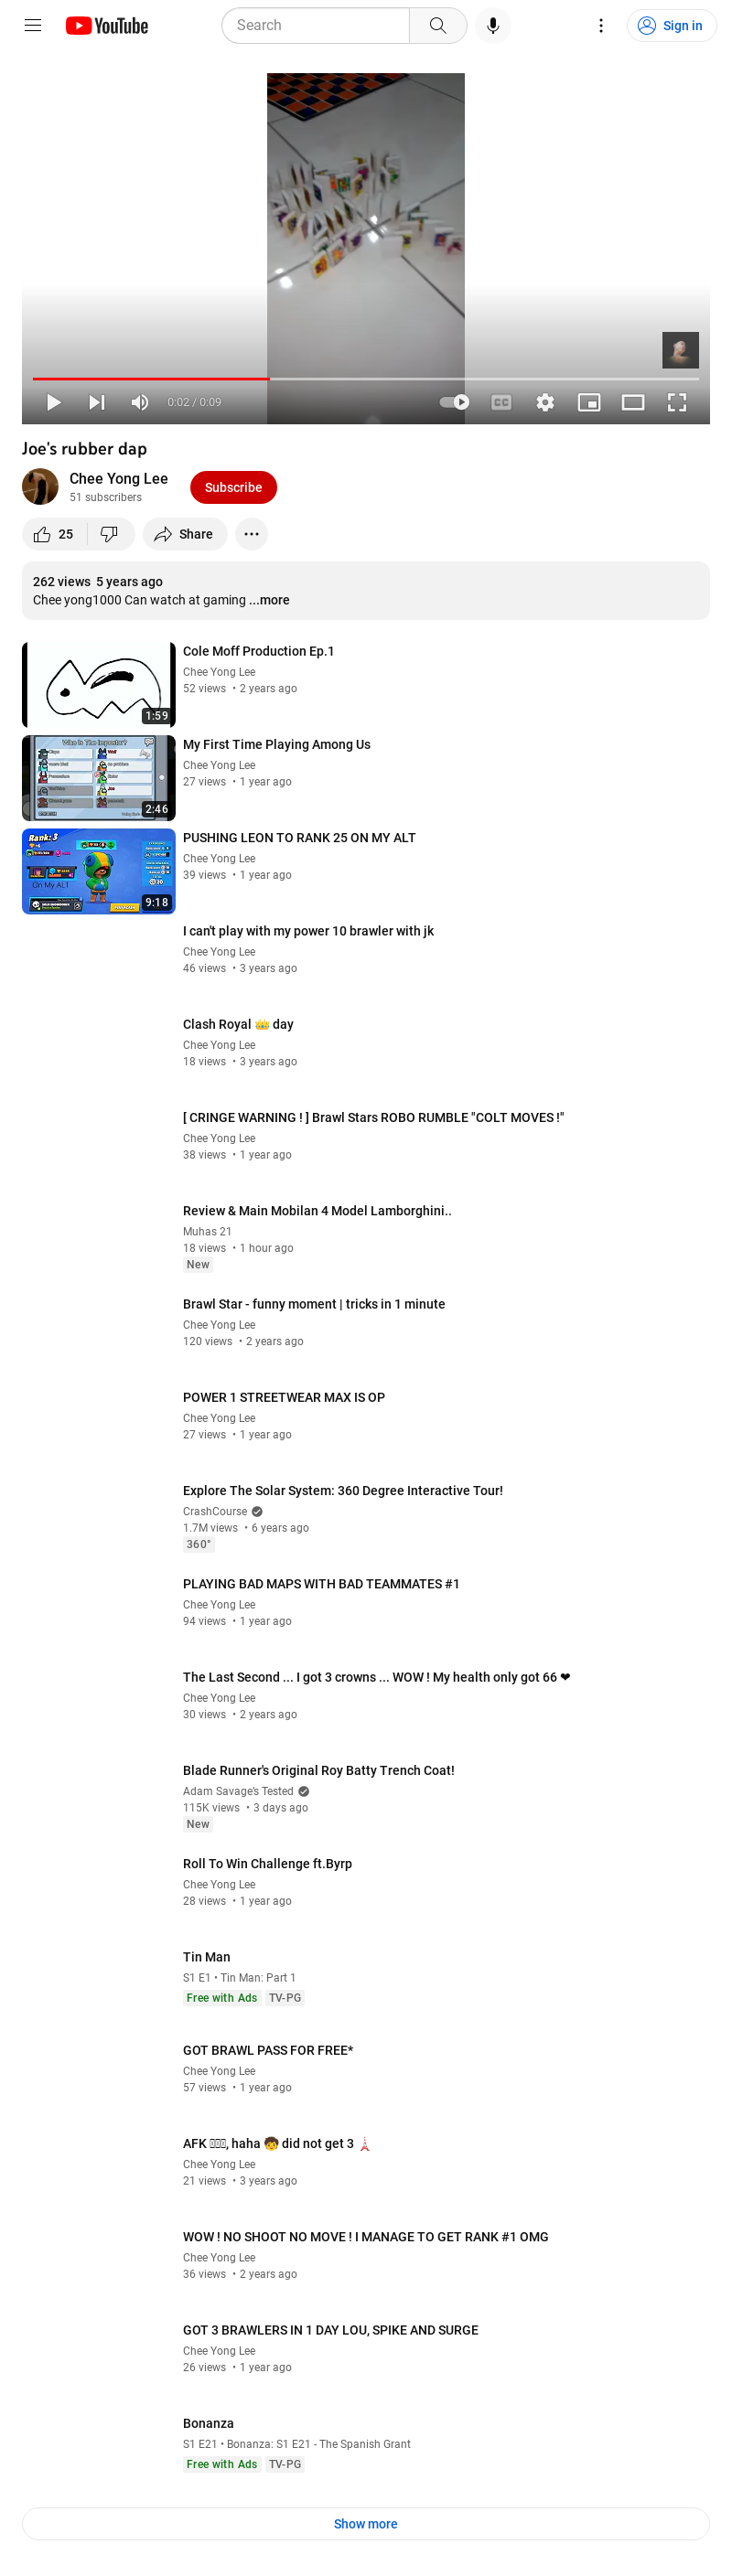 YouTube
Search
Sign in
0:02 / 0:09
CC
Joe's rubber dap
Chee Yong Lee
51 subscribers
Subscribe
25
Share
262 views 5 years ago
Chee yong1000 Can watch at gaming ...more
Cole Moff Production Ep.1
Chee Yong Lee
52 views • 2 years ago
1:59
Who Is The Impostor?
My First Time Playing Among Us
Chee Yong Lee
27 views • 1 year ago
2:46
Rank: 3
On My ALT
PUSHING LEON TO RANK 25 ON MY ALT
Chee Yong Lee
39 views • 1 year ago
9:18
I can't play with my power 10 brawler with jk
Chee Yong Lee
46 views • 3 years ago
Clash Royal 👑 day
Chee Yong Lee
18 views • 3 years ago
[ CRINGE WARNING ! ] Brawl Stars ROBO RUMBLE "COLT MOVES !"
Chee Yong Lee
38 views • 1 year ago
Review & Main Mobilan 4 Model Lamborghini..
Muhas 21
18 views • 1 hour ago
New
Brawl Star - funny moment | tricks in 1 minute
Chee Yong Lee
120 views • 2 years ago
POWER 1 STREETWEAR MAX IS OP
Chee Yong Lee
27 views • 1 year ago
Explore The Solar System: 360 Degree Interactive Tour!
CrashCourse
1.7M views • 6 years ago
360°
PLAYING BAD MAPS WITH BAD TEAMMATES #1
Chee Yong Lee
94 views • 1 year ago
The Last Second ... I got 3 crowns ... WOW ! My health only got 66 ❤
Chee Yong Lee
30 views • 2 years ago
Blade Runner's Original Roy Batty Trench Coat!
Adam Savage's Tested
115K views • 3 days ago
New
Roll To Win Challenge ft.Byrp
Chee Yong Lee
28 views • 1 year ago
Tin Man
S1 E1 • Tin Man: Part 1
Free with Ads TV-PG
GOT BRAWL PASS FOR FREE*
Chee Yong Lee
57 views • 1 year ago
AFK , haha 🧒 did not get 3 🗼
Chee Yong Lee
21 views • 3 years ago
WOW ! NO SHOOT NO MOVE ! I MANAGE TO GET RANK #1 OMG
Chee Yong Lee
36 views • 2 years ago
GOT 3 BRAWLERS IN 1 DAY LOU, SPIKE AND SURGE
Chee Yong Lee
26 views • 1 year ago
Bonanza
S1 E21 • Bonanza: S1 E21 - The Spanish Grant
Free with Ads TV-PG
Show more